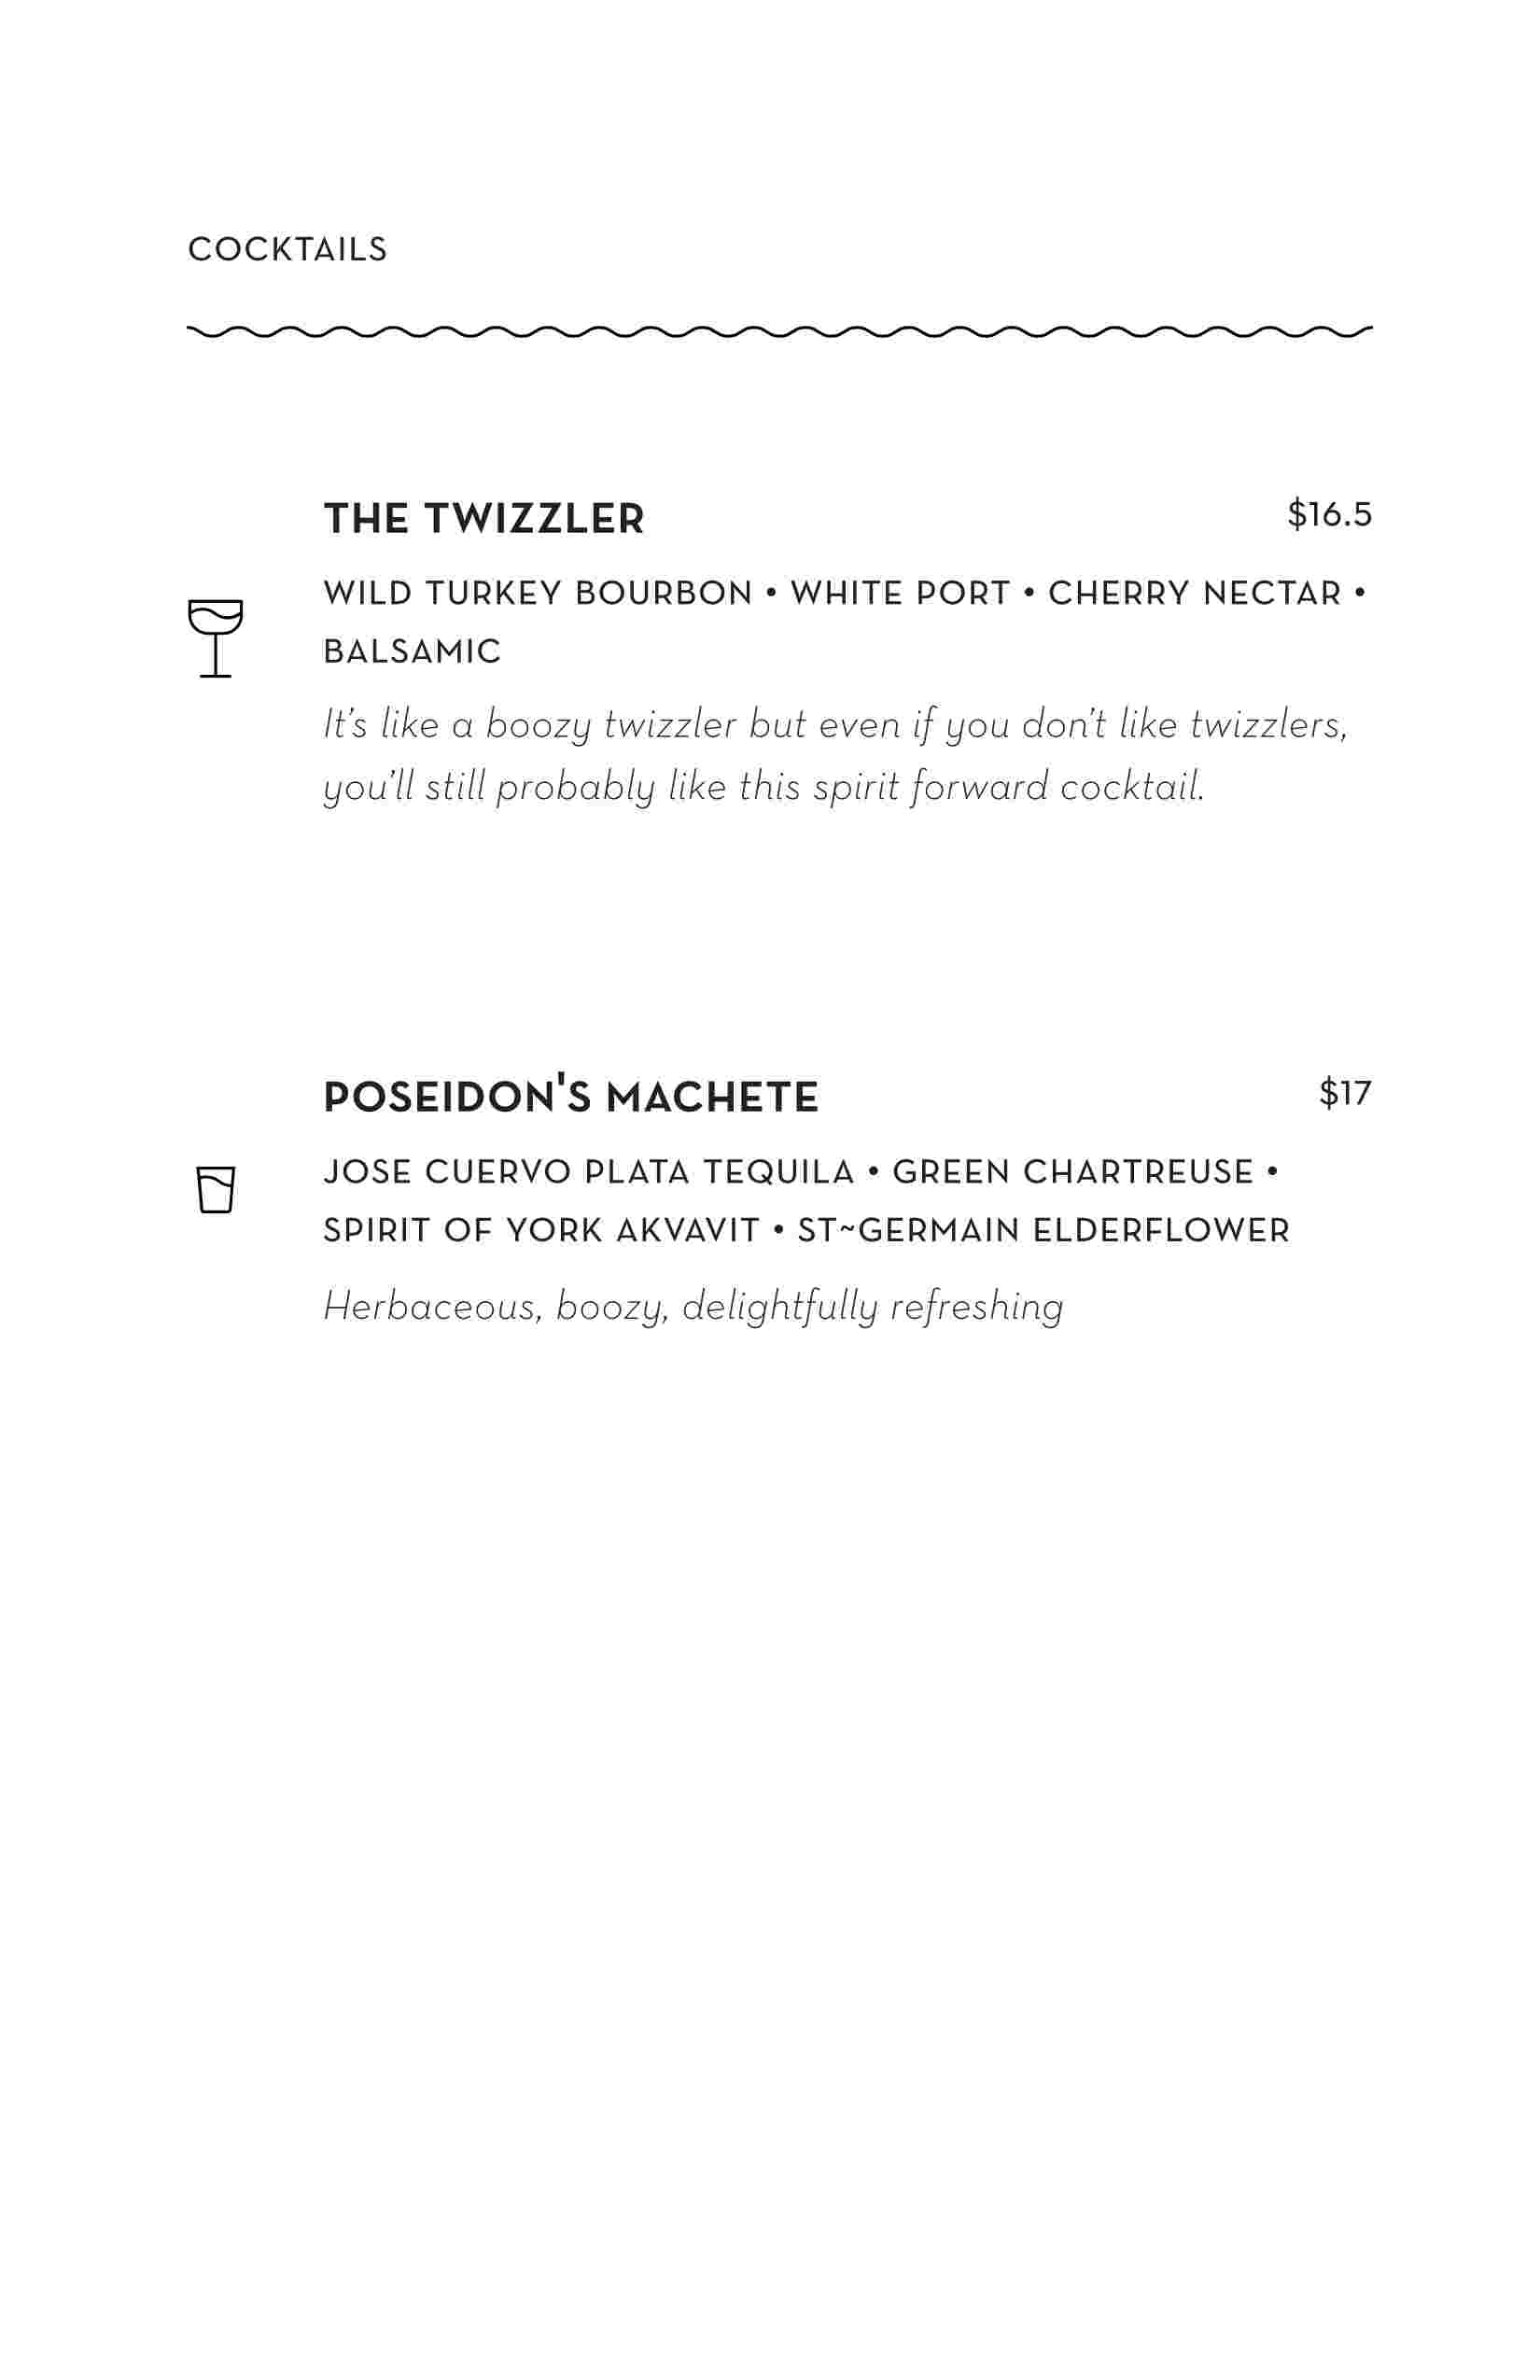 COCKTAILS
THE TWIZZLER $16.5
WILD TURKEY BOURBON • WHITE PORT • CHERRY NECTAR •
BALSAMIC
It’s like a boozy twizzler but even if you don’t like twizzlers,
you’ll still probably like this spirit forward cocktail.
POSEIDON'S MACHETE $17
JOSE CUERVO PLATA TEQUILA • GREEN CHARTREUSE •
SPIRIT OF YORK AKVAVIT • ST~GERMAIN ELDERFLOWER
Herbaceous, boozy, delightfully refreshing